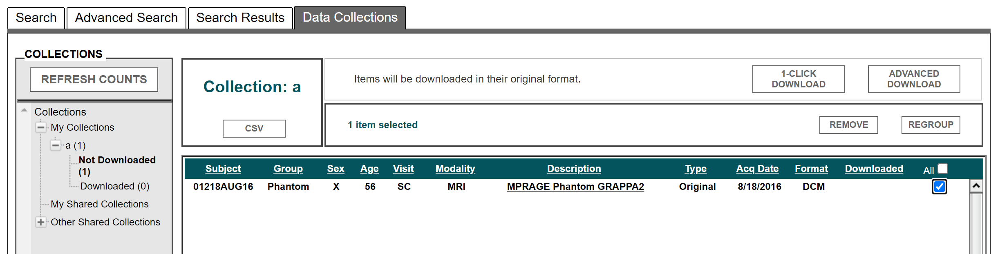 Search Advanced Search Search Results Data Collections
COLLECTIONS
REFRESH COUNTS
Collections
My Collections
a (1)
Not Downloaded
(1)
Downloaded (0)
My Shared Collections
Other Shared Collections
Collection: a
CSV
Items will be downloaded in their original format.
1-CLICK
DOWNLOAD
ADVANCED
DOWNLOAD
1 item selected
REMOVE
REGROUP
Subject Group Sex Age Visit Modality Description Type Acq Date Format Downloaded All
01218AUG16 Phantom X 56 SC MRI MPRAGE Phantom GRAPPA2 Original 8/18/2016 DCM